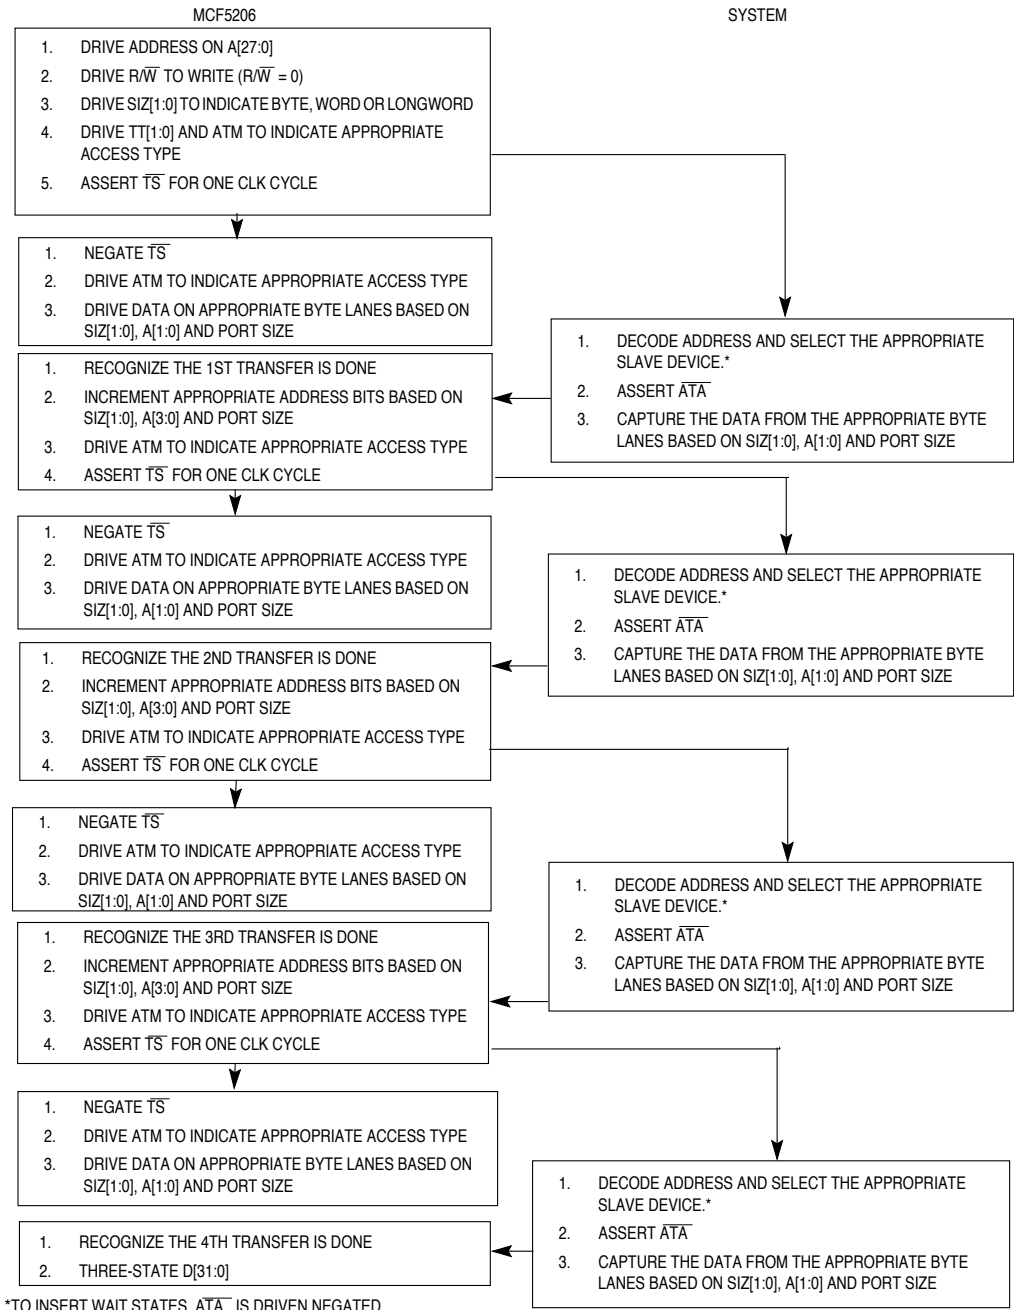 MCF5206
SYSTEM
1. DRIVE ADDRESS ON A[27:0]
2. DRIVE R/W̅ TO WRITE (R/W̅ = 0)
3. DRIVE SIZ[1:0] TO INDICATE BYTE, WORD OR LONGWORD
4. DRIVE TT[1:0] AND ATM TO INDICATE APPROPRIATE
ACCESS TYPE
5. ASSERT T̅S̅ FOR ONE CLK CYCLE
1. NEGATE T̅S̅
2. DRIVE ATM TO INDICATE APPROPRIATE ACCESS TYPE
3. DRIVE DATA ON APPROPRIATE BYTE LANES BASED ON
SIZ[1:0], A[1:0] AND PORT SIZE
1. DECODE ADDRESS AND SELECT THE APPROPRIATE
SLAVE DEVICE.*
2. ASSERT A̅T̅A̅
3. CAPTURE THE DATA FROM THE APPROPRIATE BYTE
LANES BASED ON SIZ[1:0], A[1:0] AND PORT SIZE
1. RECOGNIZE THE 1ST TRANSFER IS DONE
2. INCREMENT APPROPRIATE ADDRESS BITS BASED ON
SIZ[1:0], A[3:0] AND PORT SIZE
3. DRIVE ATM TO INDICATE APPROPRIATE ACCESS TYPE
4. ASSERT T̅S̅ FOR ONE CLK CYCLE
1. NEGATE T̅S̅
2. DRIVE ATM TO INDICATE APPROPRIATE ACCESS TYPE
3. DRIVE DATA ON APPROPRIATE BYTE LANES BASED ON
SIZ[1:0], A[1:0] AND PORT SIZE
1. DECODE ADDRESS AND SELECT THE APPROPRIATE
SLAVE DEVICE.*
2. ASSERT A̅T̅A̅
3. CAPTURE THE DATA FROM THE APPROPRIATE BYTE
LANES BASED ON SIZ[1:0], A[1:0] AND PORT SIZE
1. RECOGNIZE THE 2ND TRANSFER IS DONE
2. INCREMENT APPROPRIATE ADDRESS BITS BASED ON
SIZ[1:0], A[3:0] AND PORT SIZE
3. DRIVE ATM TO INDICATE APPROPRIATE ACCESS TYPE
4. ASSERT T̅S̅ FOR ONE CLK CYCLE
1. NEGATE T̅S̅
2. DRIVE ATM TO INDICATE APPROPRIATE ACCESS TYPE
3. DRIVE DATA ON APPROPRIATE BYTE LANES BASED ON
SIZ[1:0], A[1:0] AND PORT SIZE
1. DECODE ADDRESS AND SELECT THE APPROPRIATE
SLAVE DEVICE.*
2. ASSERT A̅T̅A̅
3. CAPTURE THE DATA FROM THE APPROPRIATE BYTE
LANES BASED ON SIZ[1:0], A[1:0] AND PORT SIZE
1. RECOGNIZE THE 3RD TRANSFER IS DONE
2. INCREMENT APPROPRIATE ADDRESS BITS BASED ON
SIZ[1:0], A[3:0] AND PORT SIZE
3. DRIVE ATM TO INDICATE APPROPRIATE ACCESS TYPE
4. ASSERT T̅S̅ FOR ONE CLK CYCLE
1. NEGATE T̅S̅
2. DRIVE ATM TO INDICATE APPROPRIATE ACCESS TYPE
3. DRIVE DATA ON APPROPRIATE BYTE LANES BASED ON
SIZ[1:0], A[1:0] AND PORT SIZE
1. DECODE ADDRESS AND SELECT THE APPROPRIATE
SLAVE DEVICE.*
2. ASSERT A̅T̅A̅
3. CAPTURE THE DATA FROM THE APPROPRIATE BYTE
LANES BASED ON SIZ[1:0], A[1:0] AND PORT SIZE
1. RECOGNIZE THE 4TH TRANSFER IS DONE
2. THREE-STATE D[31:0]
*TO INSERT WAIT STATES, A̅T̅A̅ IS DRIVEN NEGATED